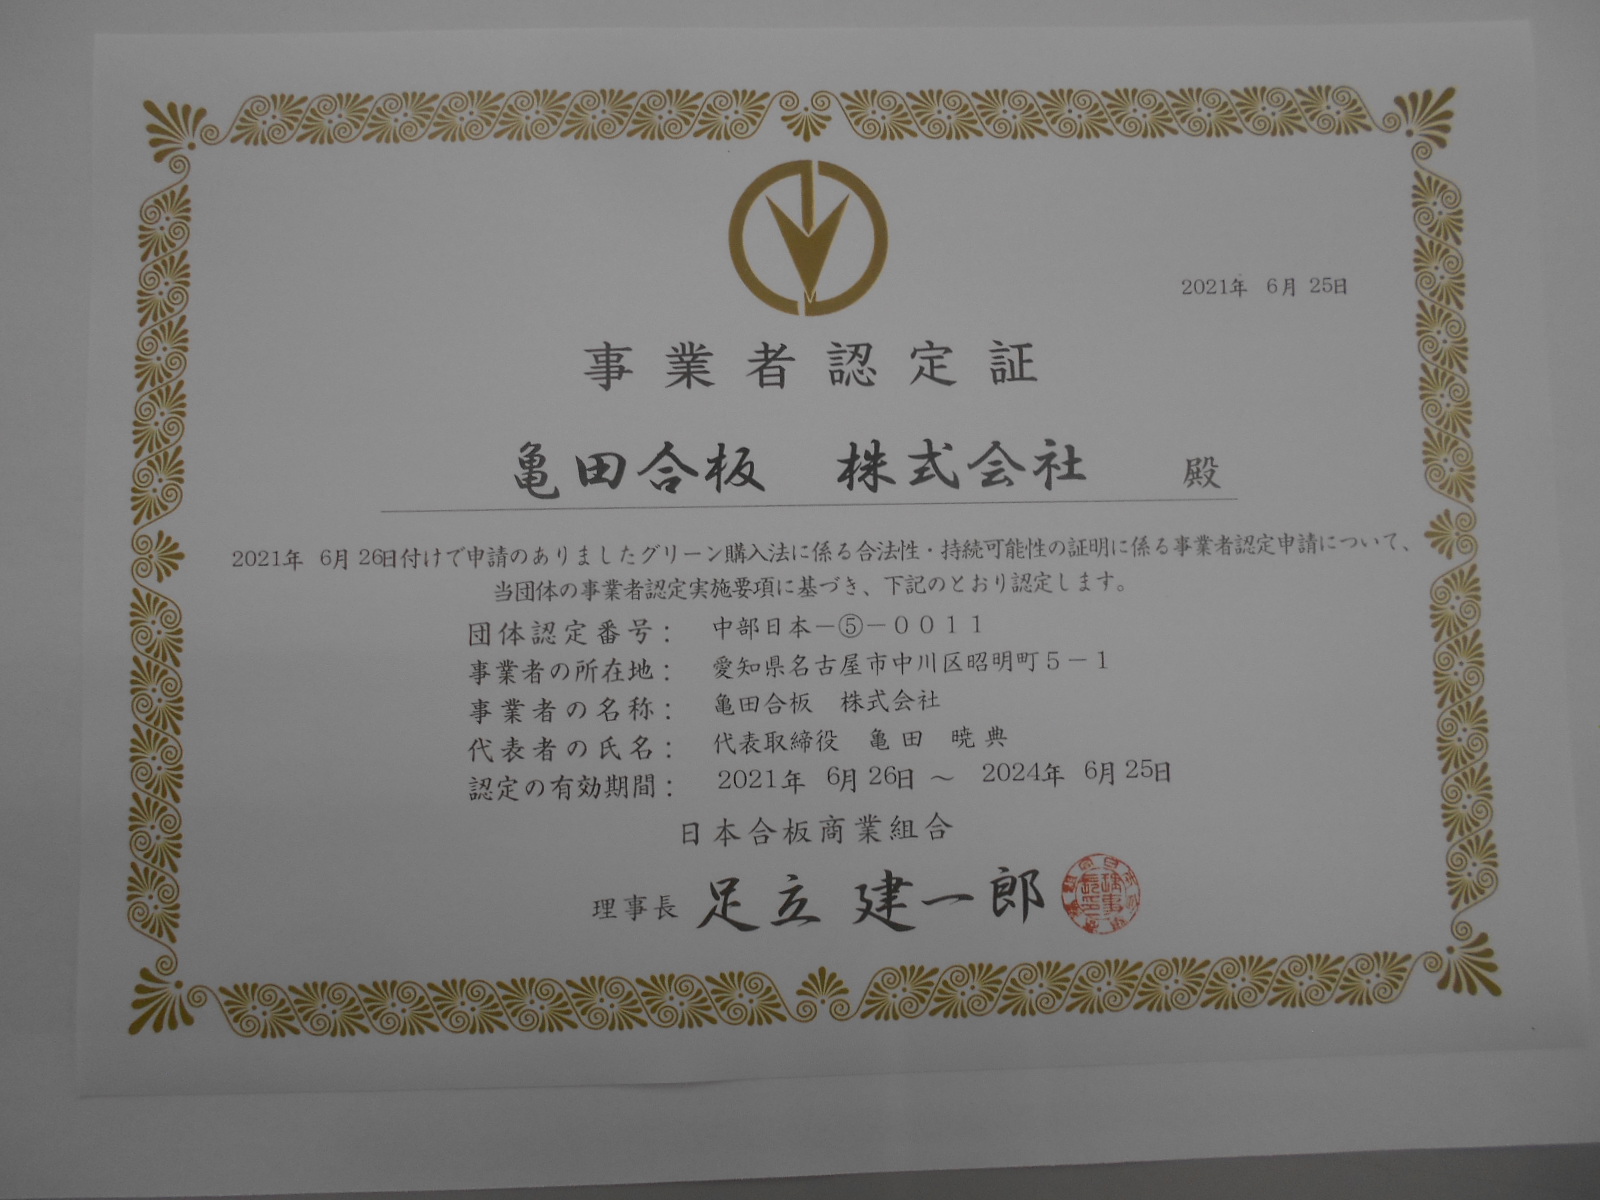 2021年 6月 25日
事業者認定証
亀田合板 株式会社 殿
2021年 6月 26日付けで申請のありましたグリーン購入法に係る合法性・持続可能性の証明に係る事業者認定申請について、
当団体の事業者認定実施要項に基づき、下記のとおり認定します。
団体認定番号： 中部日本－⑤－００１１
事業者の所在地： 愛知県名古屋市中川区昭明町５－１
事業者の名称： 亀田合板 株式会社
代表者の氏名： 代表取締役 亀田 暁典
認定の有効期間： 2021年 6月 26日 ～ 2024年 6月 25日
日本合板商業組合
理事長 足立 建一郎